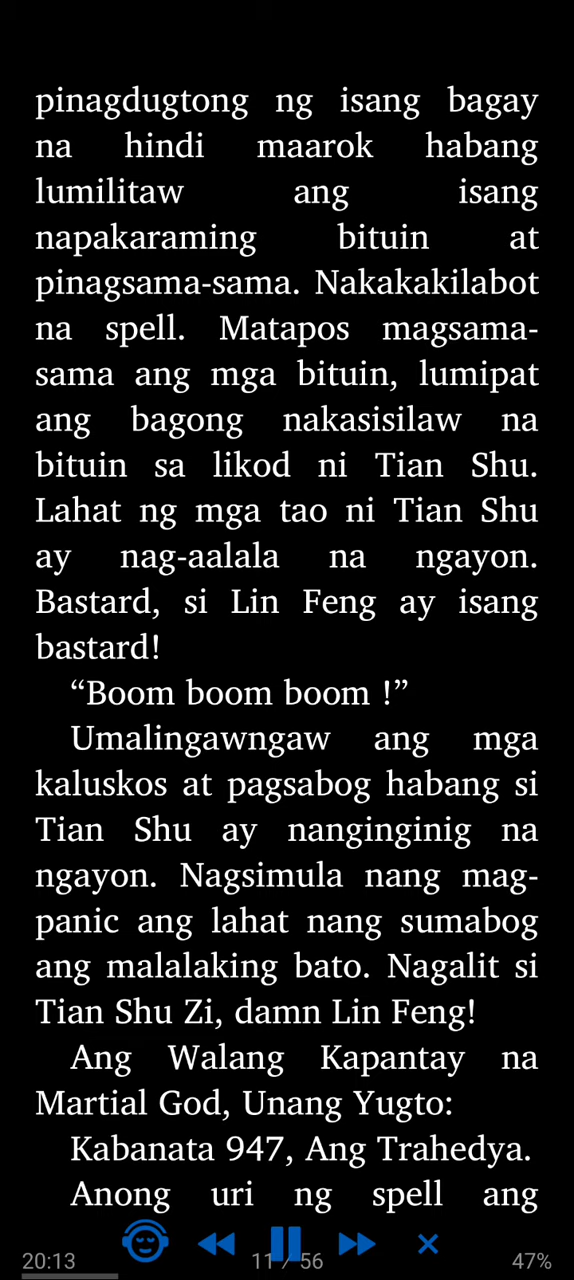 pinagdugtong ng isang bagay
na hindi maarok habang
lumilitaw ang isang
napakaraming bituin at
pinagsama-sama. Nakakakilabot
na spell. Matapos magsama-
sama ang mga bituin, lumipat
ang bagong nakasisilaw na
bituin sa likod ni Tian Shu.
Lahat ng mga tao ni Tian Shu
ay nag-aalala na ngayon.
Bastard, si Lin Feng ay isang
bastard!
“Boom boom boom !”
Umalingawngaw ang mga
kaluskos at pagsabog habang si
Tian Shu ay nanginginig na
ngayon. Nagsimula nang mag-
panic ang lahat nang sumabog
ang malalaking bato. Nagalit si
Tian Shu Zi, damn Lin Feng!
Ang Walang Kapantay na
Martial God, Unang Yugto:
Kabanata 947, Ang Trahedya.
Anong uri ng spell ang
20:13 11 / 56 47%